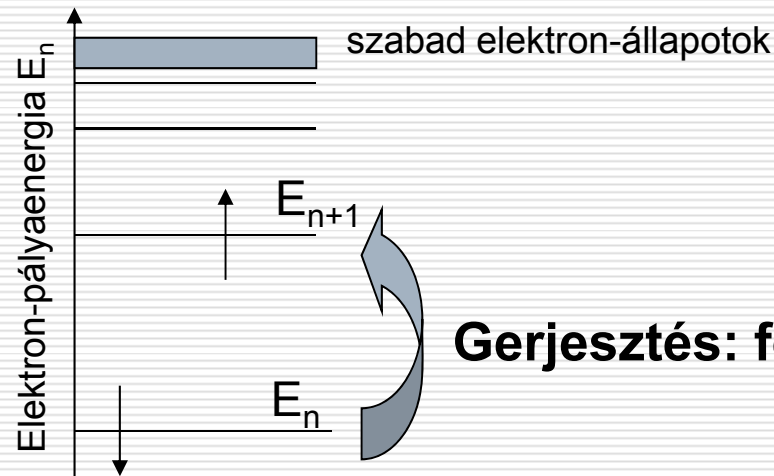 szabad elektron-állapotok
Elektron-pályaenergia Eₙ
Eₙ₊₁
Gerjesztés:
Eₙ